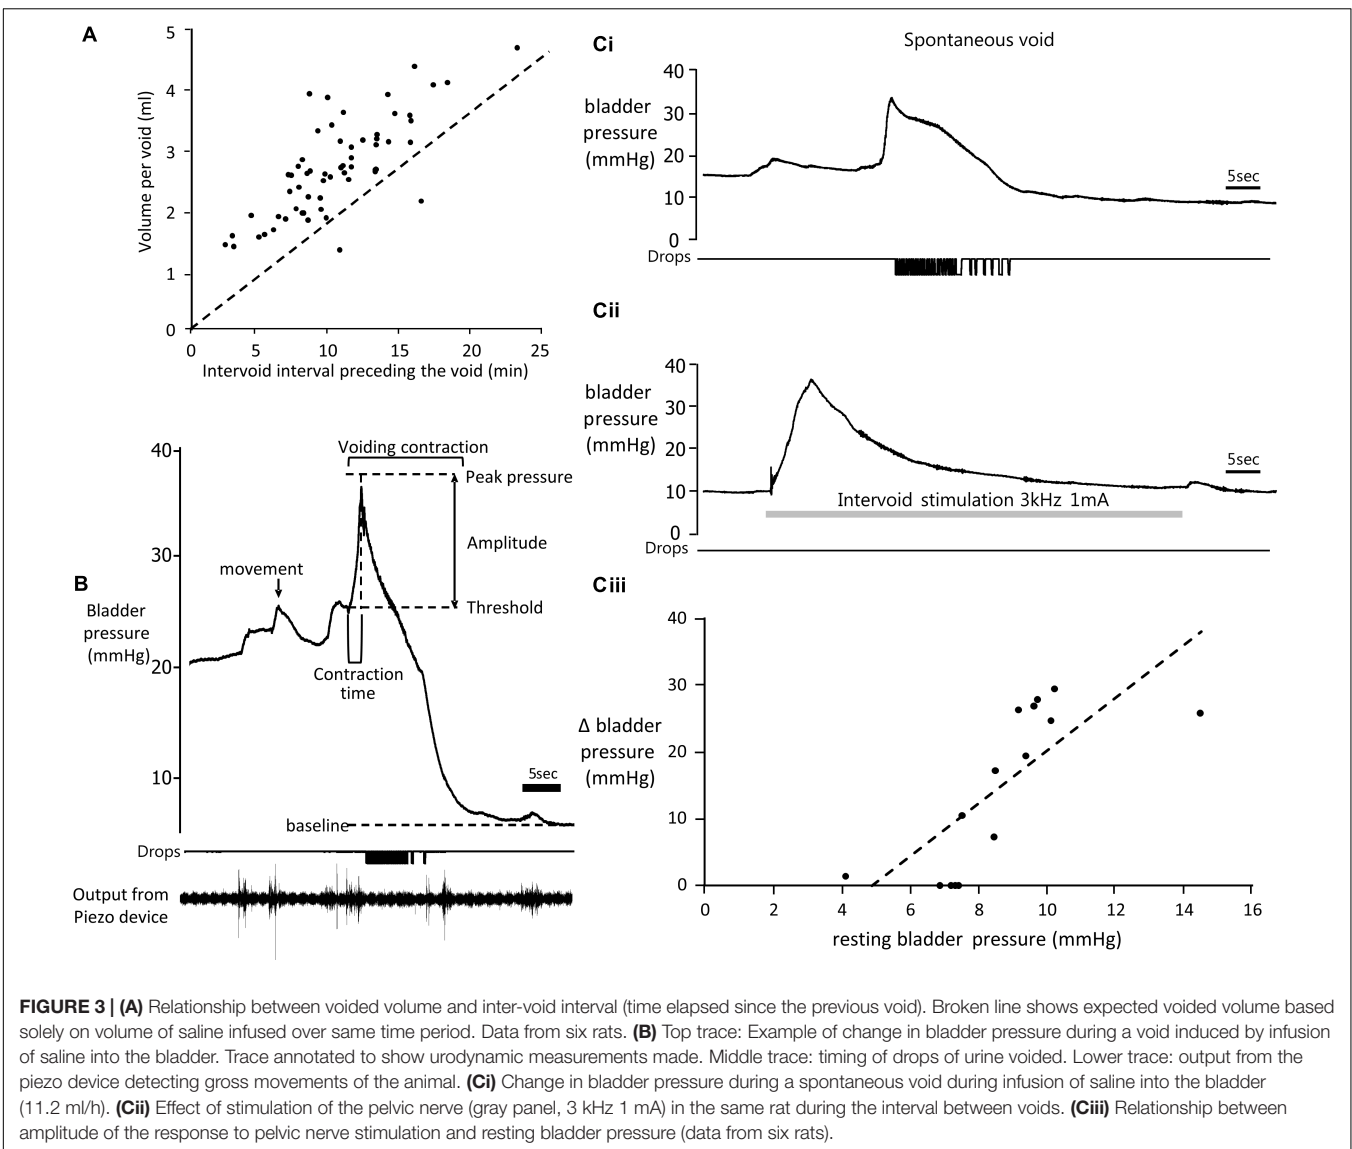 A
5
4
3
2
1
0
Volume per void (ml)
0 5 10 15 20 25
Intervoid interval preceding the void (min)
B
40
30
20
10
Bladder
pressure
(mmHg)
movement
Voiding contraction
Peak pressure
Amplitude
Threshold
Contraction
time
5sec
baseline
Drops
Output from
Piezo device
Ci
Spontaneous void
40
30
20
10
0
bladder
pressure
(mmHg)
5sec
Drops
Cii
40
30
20
10
0
bladder
pressure
(mmHg)
5sec
Intervoid stimulation 3kHz 1mA
Drops
Ciii
40
30
20
10
0
Δ bladder
pressure
(mmHg)
0 2 4 6 8 10 12 14 16
resting bladder pressure (mmHg)
FIGURE 3 | (A) Relationship between voided volume and inter-void interval (time elapsed since the previous void). Broken line shows expected voided volume based
solely on volume of saline infused over same time period. Data from six rats. (B) Top trace: Example of change in bladder pressure during a void induced by infusion
of saline into the bladder. Trace annotated to show urodynamic measurements made. Middle trace: timing of drops of urine voided. Lower trace: output from the
piezo device detecting gross movements of the animal. (Ci) Change in bladder pressure during a spontaneous void during infusion of saline into the bladder
(11.2 ml/h). (Cii) Effect of stimulation of the pelvic nerve (gray panel, 3 kHz 1 mA) in the same rat during the interval between voids. (Ciii) Relationship between
amplitude of the response to pelvic nerve stimulation and resting bladder pressure (data from six rats).